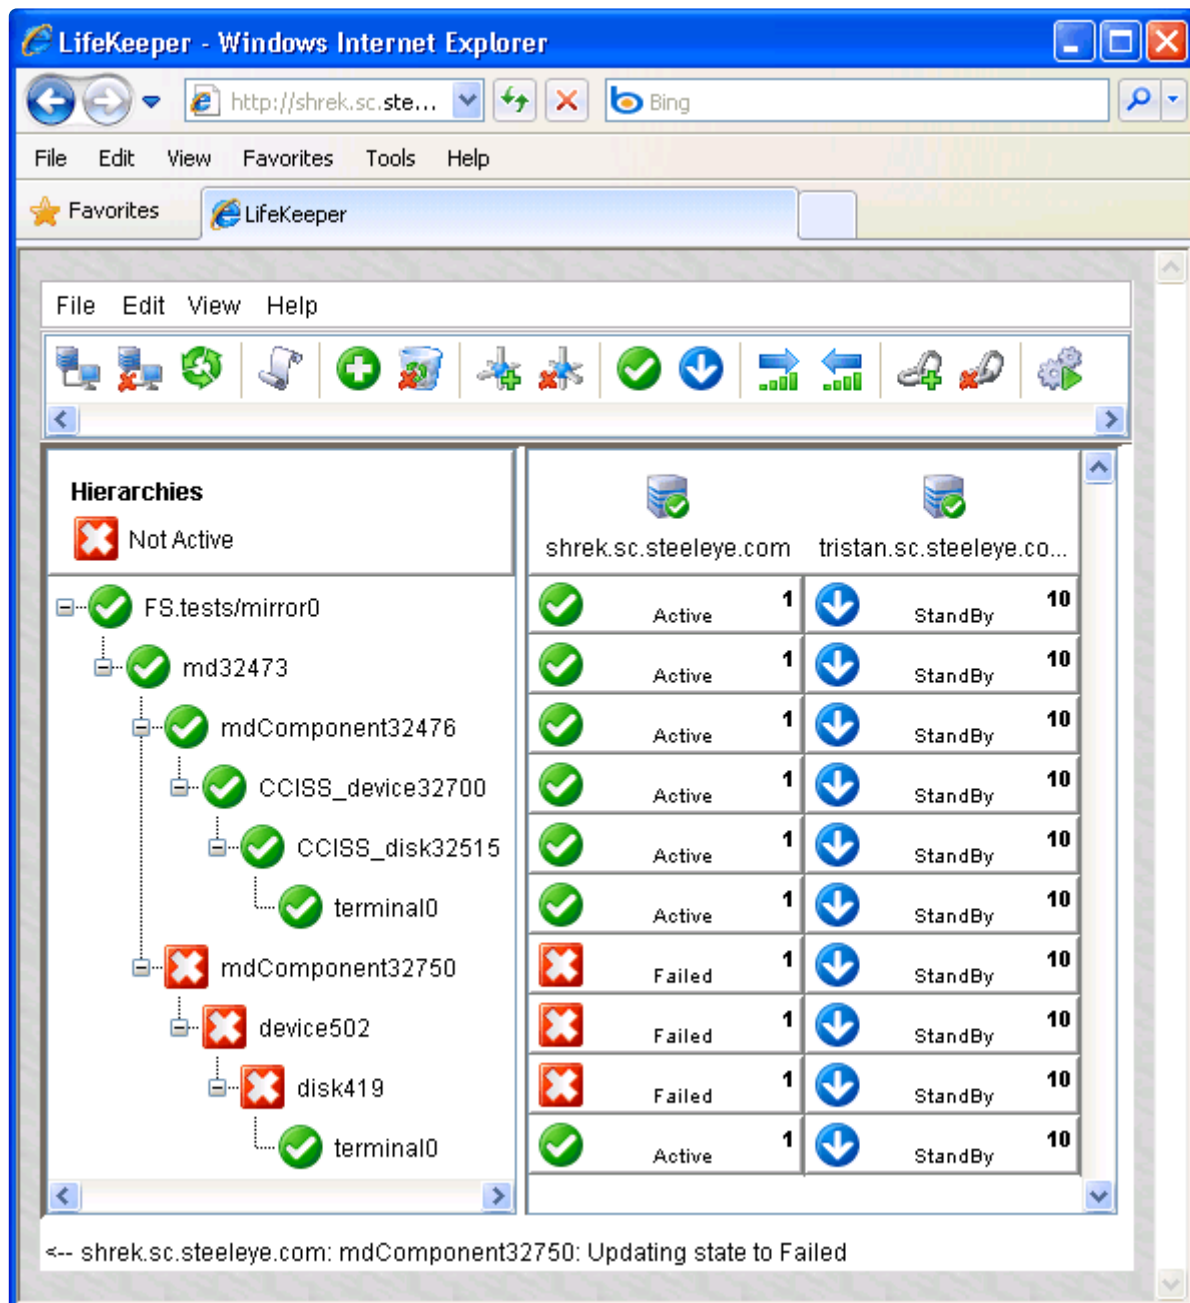 LifeKeeper - Windows Internet Explorer
http://shrek.sc.ste... Bing
File Edit View Favorites Tools Help
Favorites LifeKeeper
File Edit View Help
Hierarchies
Not Active
shrek.sc.steeleye.com tristan.sc.steeleye.co...
FS.tests/mirror0 Active 1 StandBy 10
md32473 Active 1 StandBy 10
mdComponent32476 Active 1 StandBy 10
CCISS_device32700 Active 1 StandBy 10
CCISS_disk32515 Active 1 StandBy 10
terminal0 Active 1 StandBy 10
mdComponent32750 Failed 1 StandBy 10
device502 Failed 1 StandBy 10
disk419 Failed 1 StandBy 10
terminal0 Active 1 StandBy 10
<-- shrek.sc.steeleye.com: mdComponent32750: Updating state to Failed